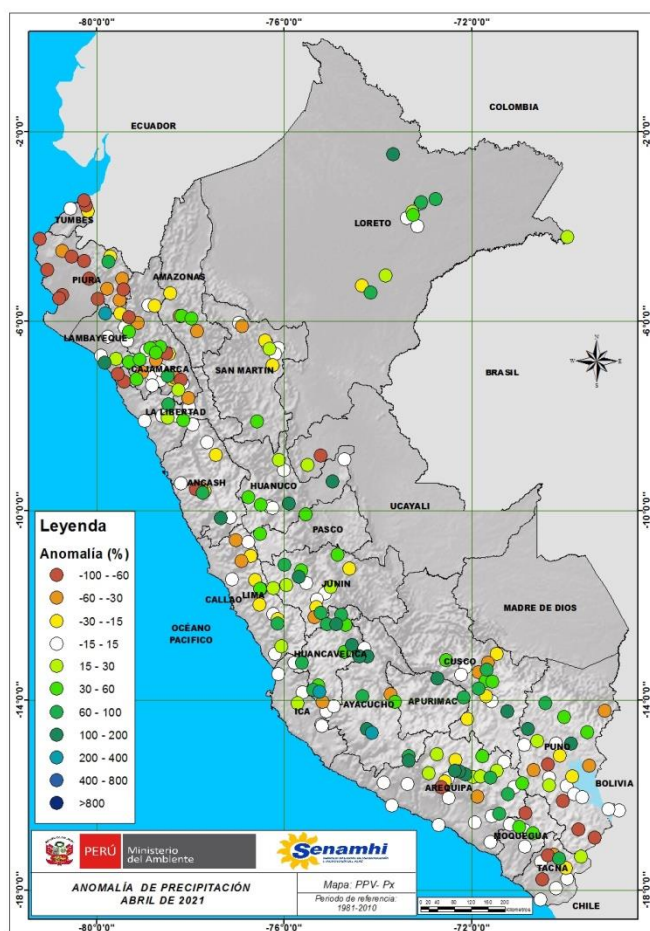 -80°0'0" -76°0'0" -72°0'0"
COLOMBIA
-2°0'0" -2°0'0"
ECUADOR
N
W E
S
LORETO
TUMBES
AMAZONAS
PIURA
-6°0'0" -6°0'0"
LAMBAYEQUE
BRASIL
CAJAMARCA
SAN MARTIN
LA LIBERTAD
ANCASH
HUANUCO
-10°0'0" -10°0'0"
UCAYALI
PASCO
Leyenda
Anomalía (%)
-100 - -60
-60 - -30
-30 - -15
-15 - 15
15 - 30
30 - 60
60 - 100
100 - 200
200 - 400
400 - 800
>800
JUNIN
CALLAO LIMA
MADRE DE DIOS
OCÉANO
PACIFICO
HUANCAVELICA
CUSCO
-14°0'0" -14°0'0"
ICA
AYACUCHO
APURIMAC
PUNO
AREQUIPA
BOLIVIA
MOQUEGUA
TACNA
-18°0'0" -18°0'0"
CHILE
PERÚ
Ministerio
del Ambiente
Senamhi
ANOMALÍA DE PRECIPITACIÓN
ABRIL DE 2021
Mapa: PPV- Px
Periodo de referencia:
1981-2010
-80°0'0" -76°0'0" -72°0'0"